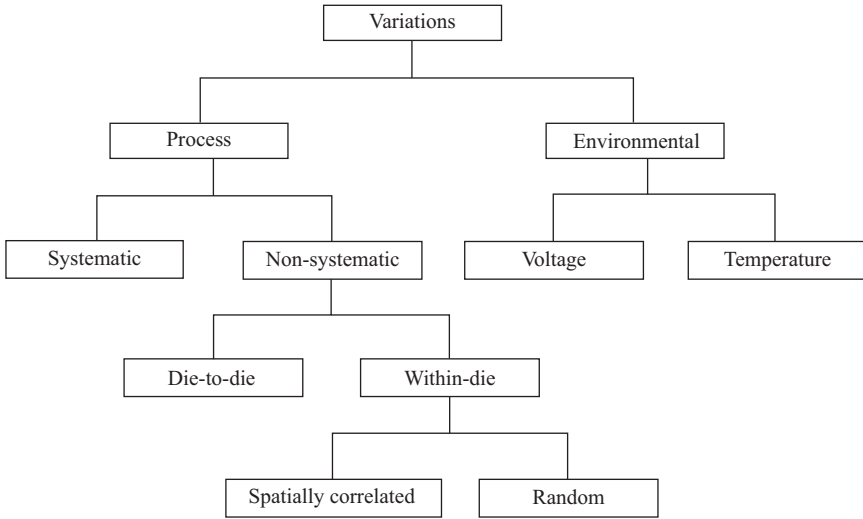 Variations
Process
Environmental
Systematic
Non-systematic
Voltage
Temperature
Die-to-die
Within-die
Spatially correlated
Random